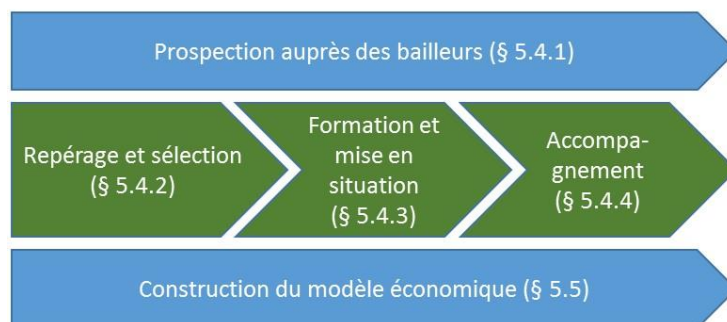 Prospection auprès des bailleurs (§ 5.4.1)
Repérage et sélection
(§ 5.4.2)
Formation et
mise en
situation
(§ 5.4.3)
Accompa-
gnement
(§ 5.4.4)
Construction du modèle économique (§ 5.5)